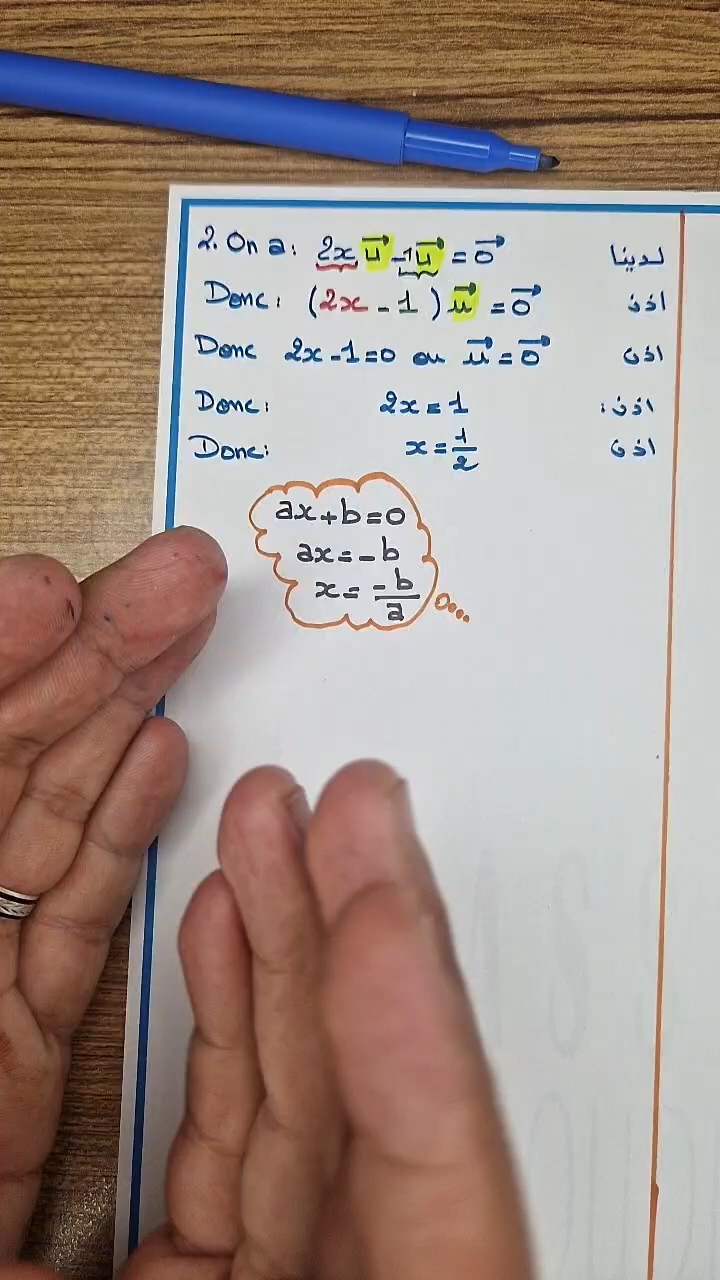 2. On a: 2x u⃗ - 1u⃗ = 0⃗ لدينا
Donc: (2x - 1) u⃗ = 0⃗ اذن
Donc 2x - 1 = 0 ou u⃗ = 0⃗ اذن
Donc: 2x = 1 اذن:
Donc: x = 1/2 اذن
ax + b = 0
ax = -b
x = -b/a